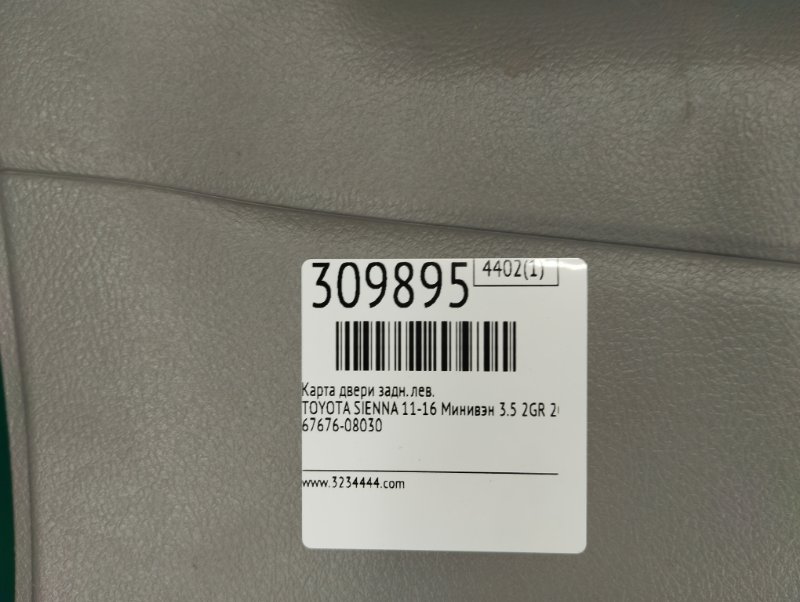 309895
4402(1)
Карта двери задн. лев.
TOYOTA SIENNA 11-16 Минивэн 3.5 2GR
67676-08030
www.3234444.com